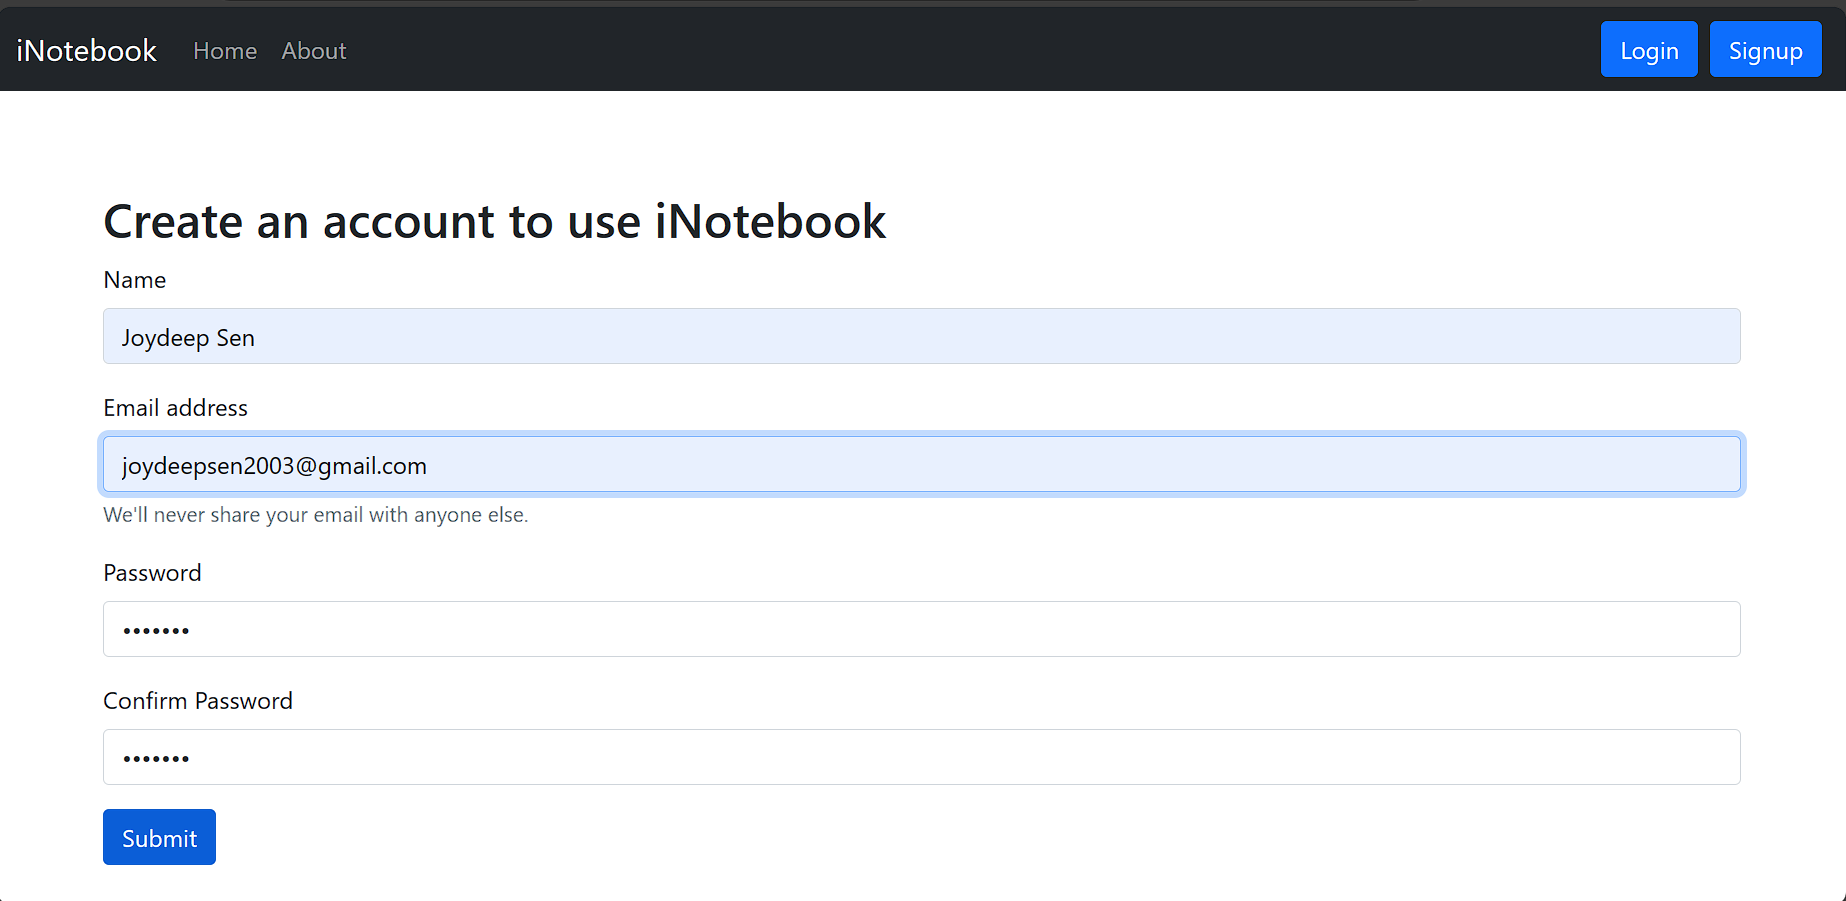 iNotebook Home About Login Signup
Create an account to use iNotebook
Name
Joydeep Sen
Email address
joydeepsen2003@gmail.com
We'll never share your email with anyone else.
Password
•••••••
Confirm Password
•••••••
Submit